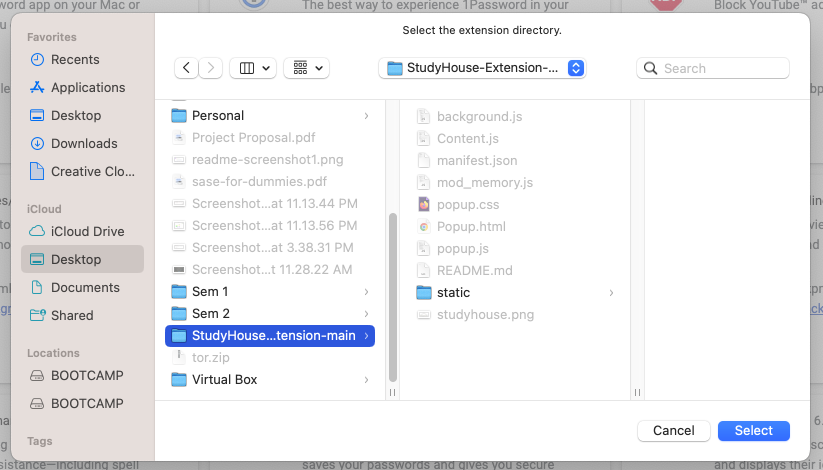 word app on your Mac or
The best way to experience 1Password in your
Block YouTube™ ad
Select the extension directory.
Favorites
Recents
Applications
Desktop
Downloads
Creative Clo...
iCloud
iCloud Drive
Desktop
Documents
Shared
Locations
BOOTCAMP
BOOTCAMP
Tags
StudyHouse-Extension-...
Search
Personal
Project Proposal.pdf
readme-screenshot1.png
sase-for-dummies.pdf
Screenshot...at 11.13.44 PM
Screenshot...at 11.13.56 PM
Screenshot...at 3.38.31 PM
Screenshot...t 11.28.22 AM
Sem 1
Sem 2
StudyHouse...tension-main
tor.zip
Virtual Box
background.js
Content.js
manifest.json
mod_memory.js
popup.css
Popup.html
popup.js
README.md
static
studyhouse.png
Cancel
Select
sistance—including spell
saves your passwords and gives you secure
and displays their i